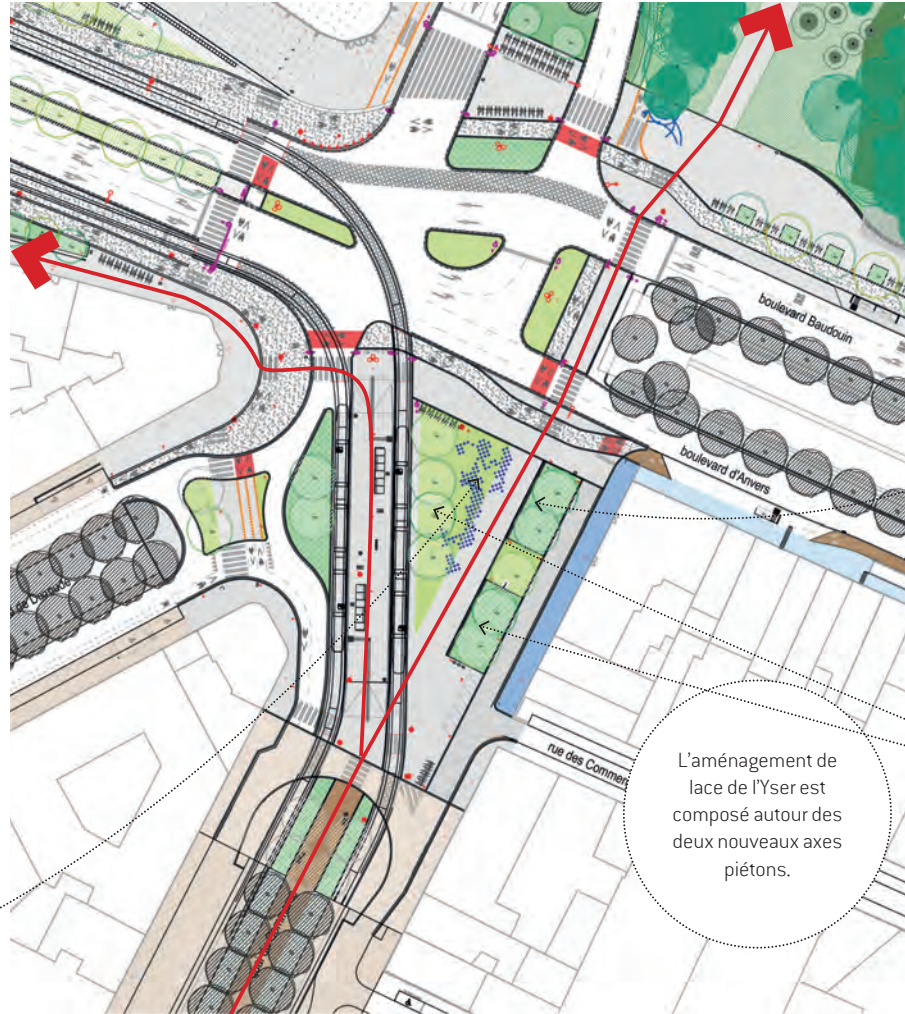 boulevard Baudouin
boulevard d'Anvers
rue des Commer
L'aménagement de
lace de l'Yser est
composé autour des
deux nouveaux axes
piétons.